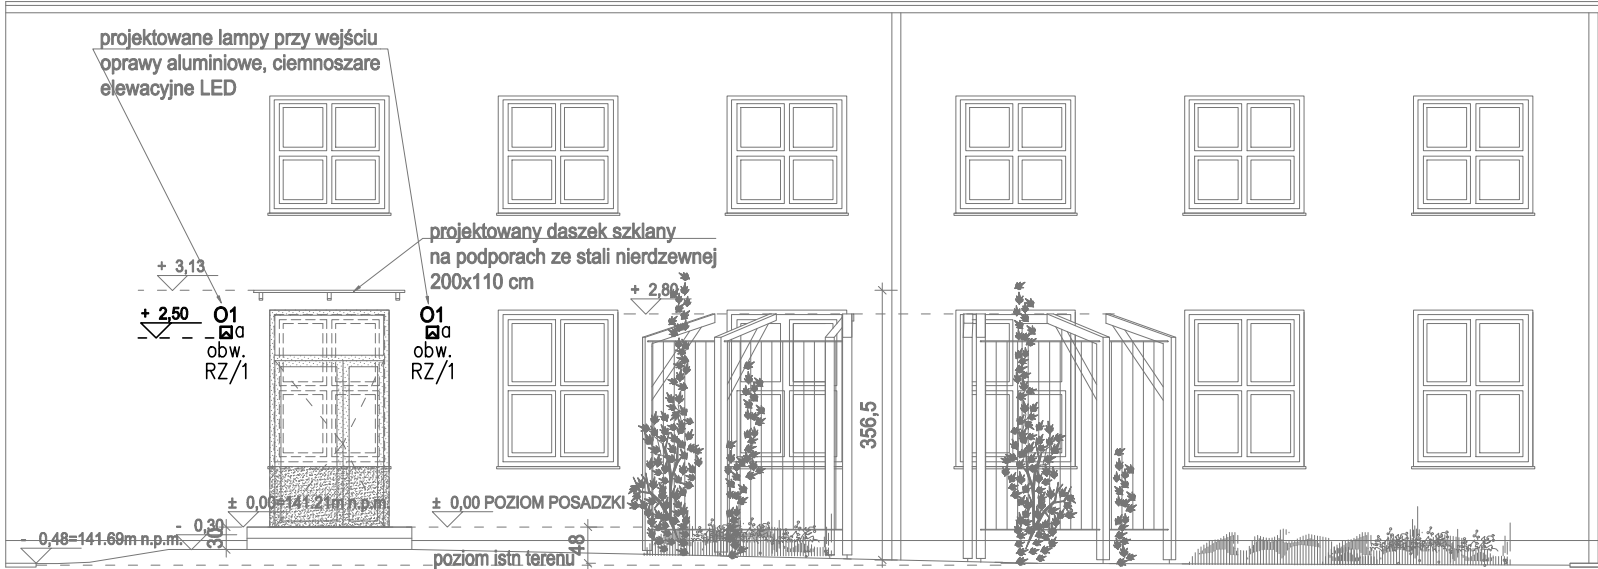 projektowane lampy przy wejściu
oprawy aluminiowe, ciemnoszare
elewacyjne LED
projektowany daszek szklany
na podporach ze stali nierdzewnej
200x110 cm
+ 3,13
+ 2,80
+ 2,50
O1
a
obw.
RZ/1
O1
a
obw.
RZ/1
356,5
± 0,00=141.21m n.p.m.
± 0,00 POZIOM POSADZKI
- 0,30
30
- 0,48=141.69m n.p.m.
48
poziom istn terenu